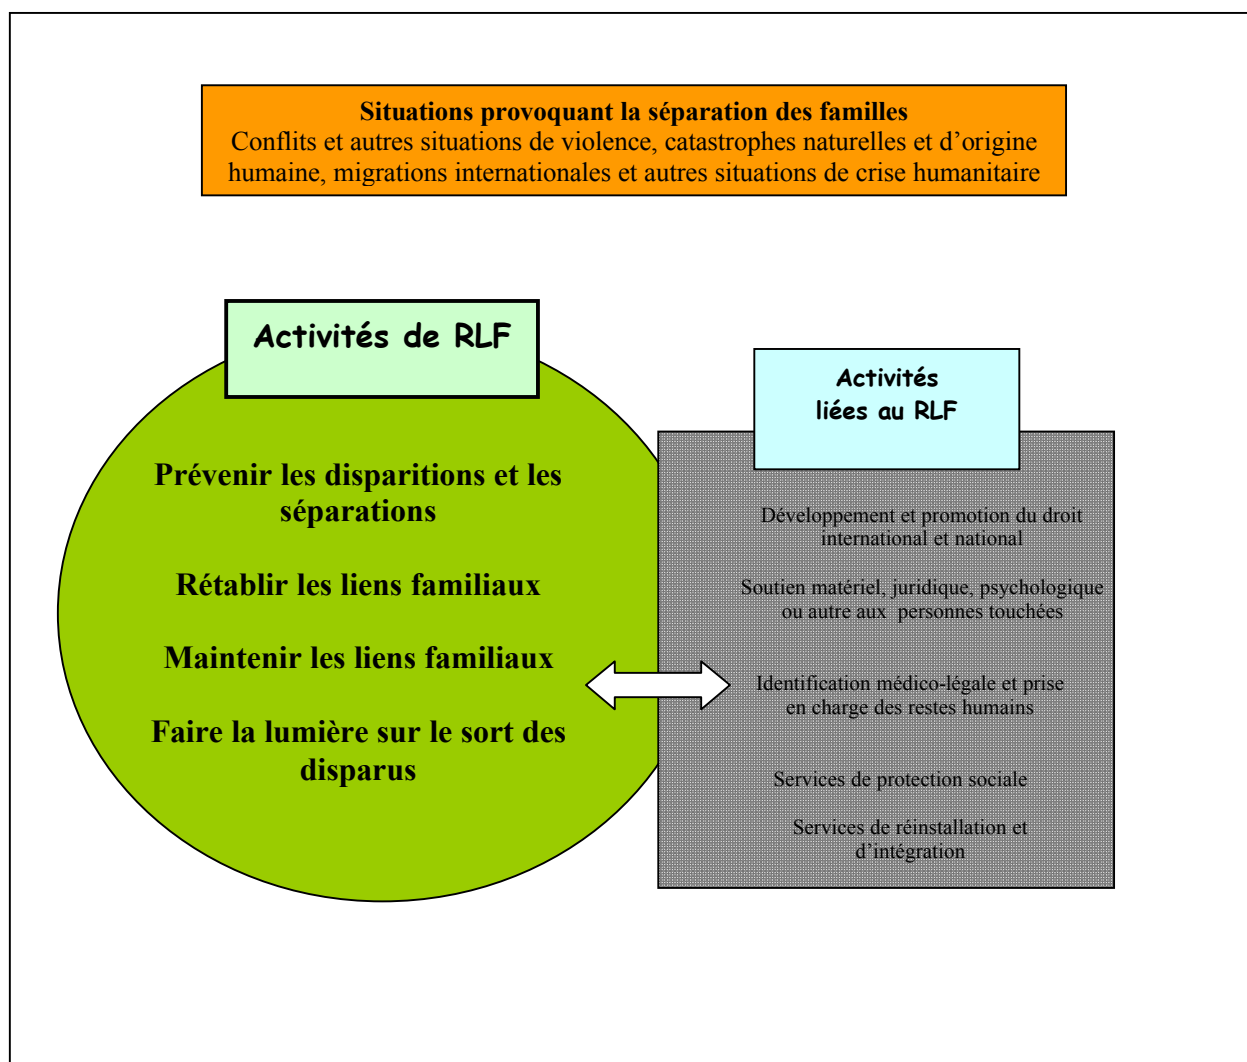 Situations provoquant la séparation des familles
Conflits et autres situations de violence, catastrophes naturelles et d’origine
humaine, migrations internationales et autres situations de crise humanitaire
Activités de RLF
Prévenir les disparitions et les
séparations
Rétablir les liens familiaux
Maintenir les liens familiaux
Faire la lumière sur le sort des
disparus
Activités
liées au RLF
Développement et promotion du droit
international et national
Soutien matériel, juridique, psychologique
ou autre aux personnes touchées
Identification médico-légale et prise
en charge des restes humains
Services de protection sociale
Services de réinstallation et
d’intégration